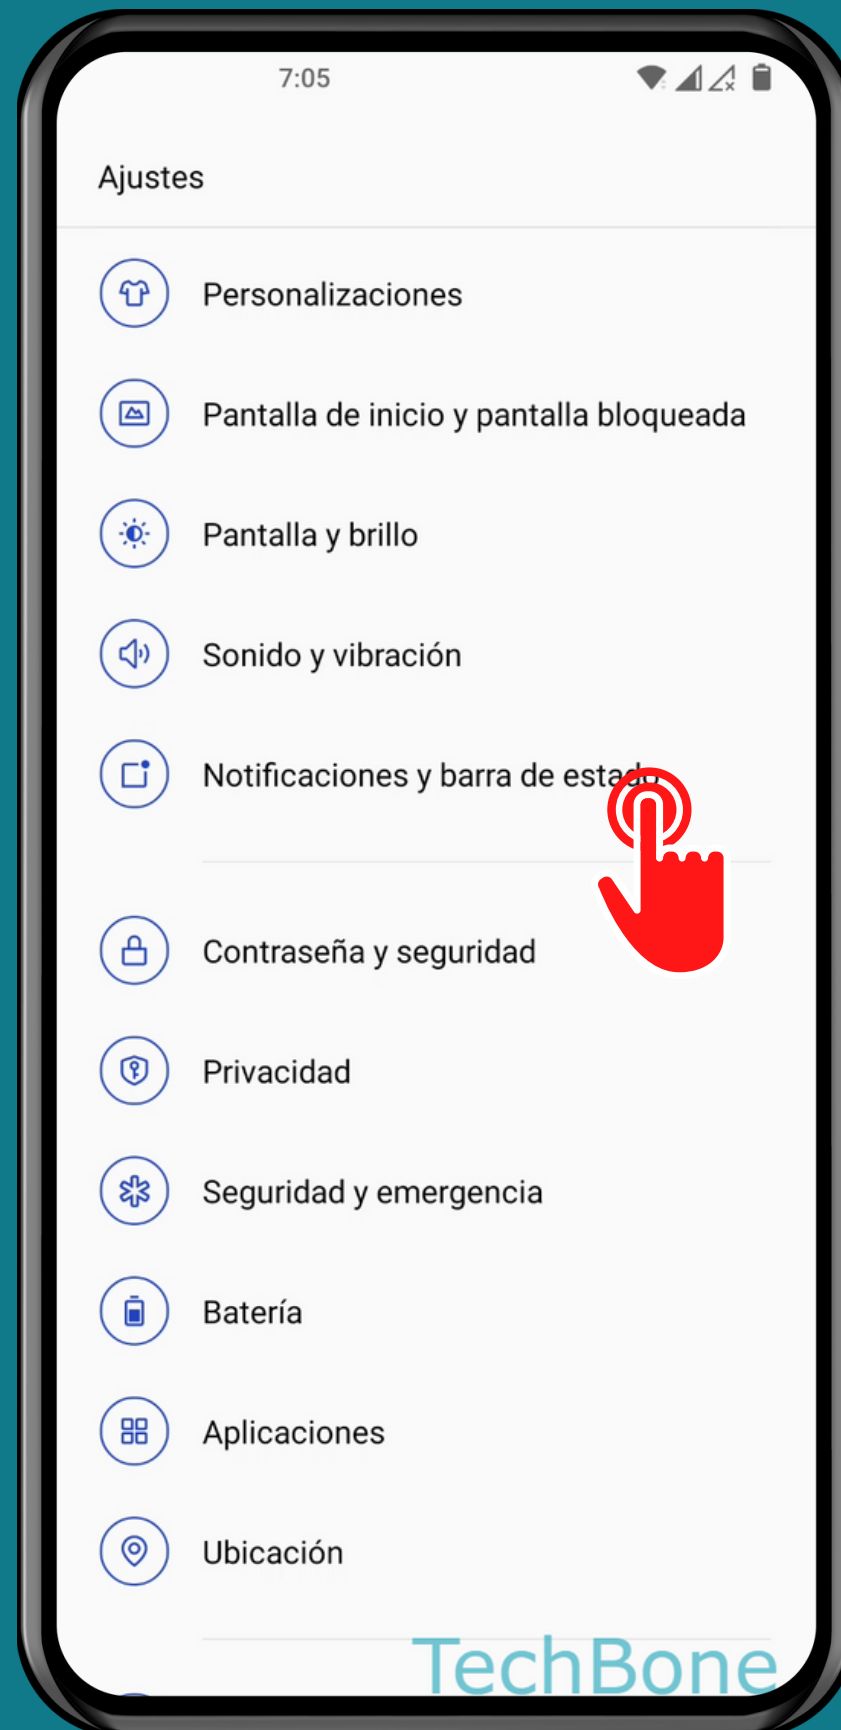 7:05
Ajustes
Personalizaciones
Pantalla de inicio y pantalla bloqueada
Pantalla y brillo
Sonido y vibración
Notificaciones y barra de estado
Contraseña y seguridad
Privacidad
Seguridad y emergencia
Batería
Aplicaciones
Ubicación
TechBone